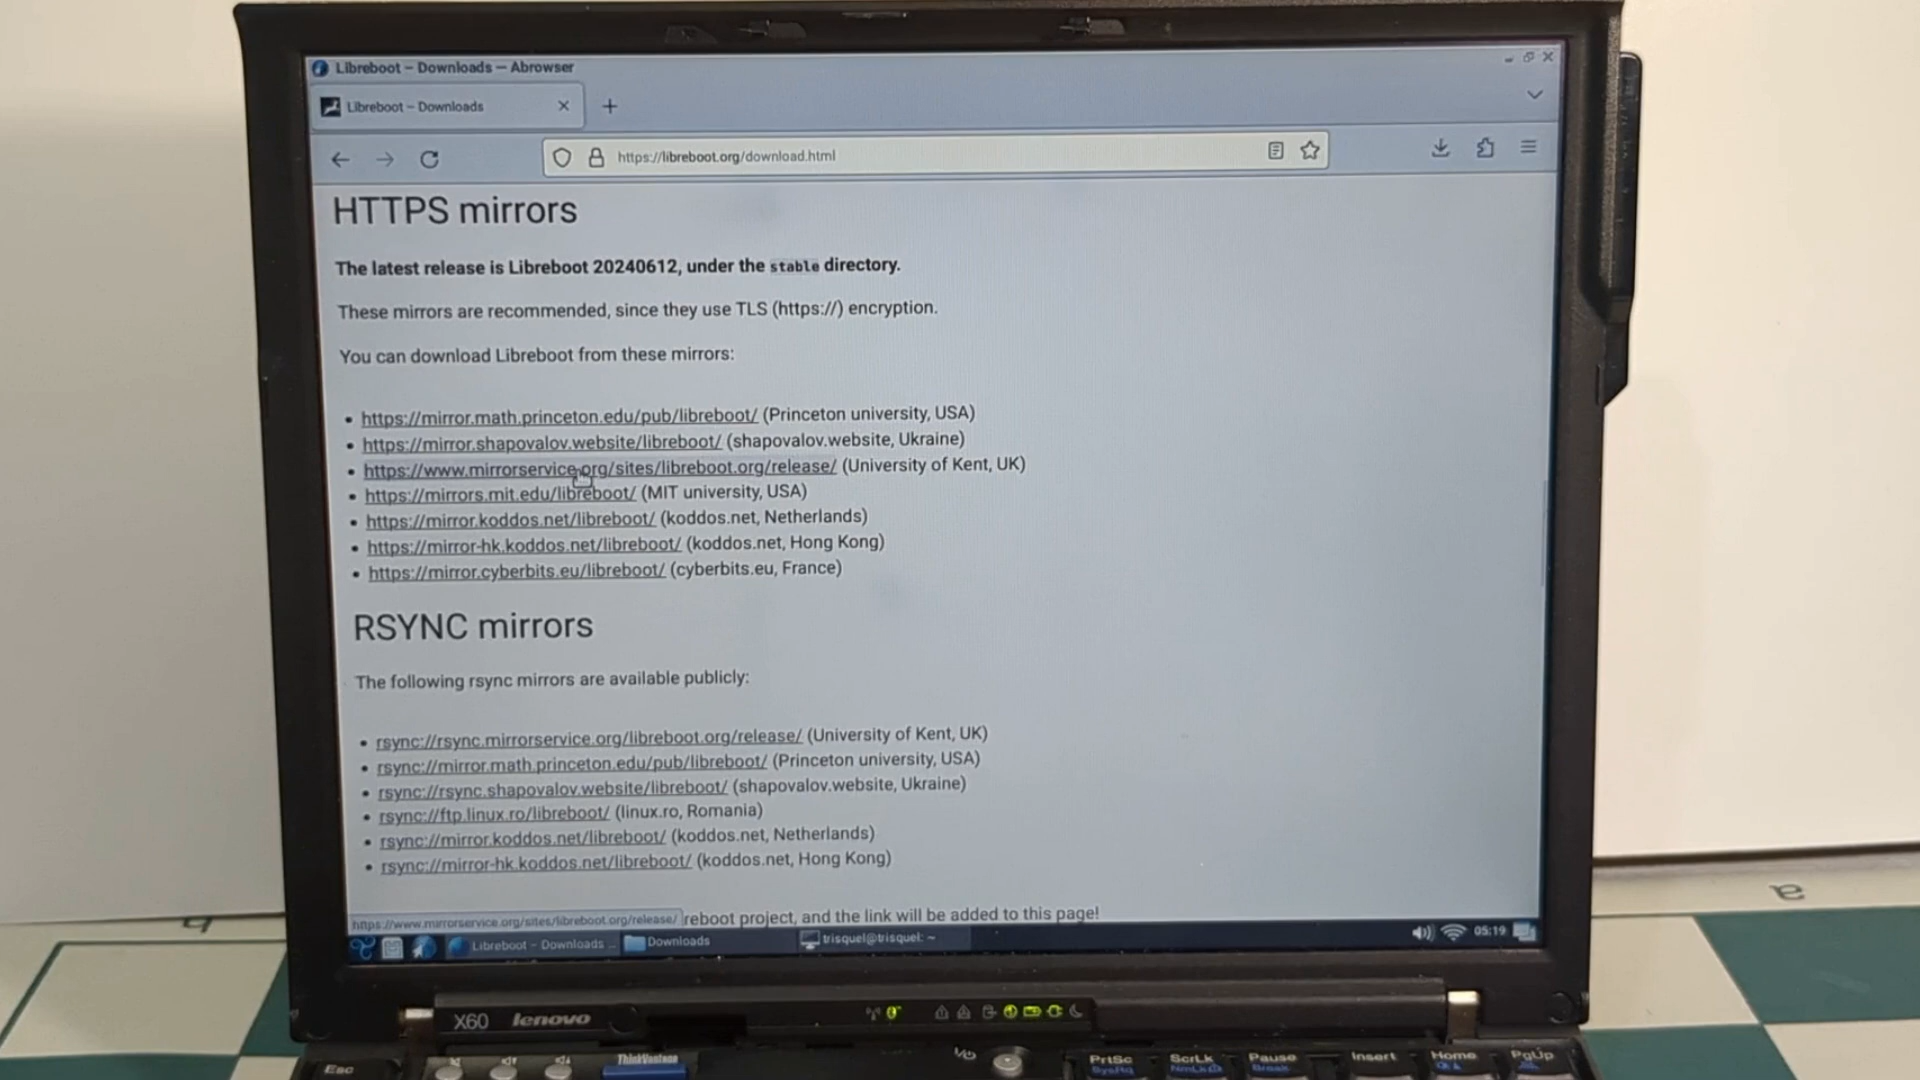 Libreboot – Downloads — Abrowser
Libreboot – Downloads
https://libreboot.org/download.html
HTTPS mirrors
The latest release is Libreboot 20240612, under the stable directory.
These mirrors are recommended, since they use TLS (https://) encryption.
You can download Libreboot from these mirrors:
• https://mirror.math.princeton.edu/pub/libreboot/ (Princeton university, USA)
• https://mirror.shapovalov.website/libreboot/ (shapovalov.website, Ukraine)
• https://www.mirrorservice.org/sites/libreboot.org/release/ (University of Kent, UK)
• https://mirrors.mit.edu/libreboot/ (MIT university, USA)
• https://mirror.koddos.net/libreboot/ (koddos.net, Netherlands)
• https://mirror-hk.koddos.net/libreboot/ (koddos.net, Hong Kong)
• https://mirror.cyberbits.eu/libreboot/ (cyberbits.eu, France)
RSYNC mirrors
The following rsync mirrors are available publicly:
• rsync://rsync.mirrorservice.org/libreboot.org/release/ (University of Kent, UK)
• rsync://mirror.math.princeton.edu/pub/libreboot/ (Princeton university, USA)
• rsync://rsync.shapovalov.website/libreboot/ (shapovalov.website, Ukraine)
• rsync://ftp.linux.ro/libreboot/ (linux.ro, Romania)
• rsync://mirror.koddos.net/libreboot/ (koddos.net, Netherlands)
• rsync://mirror-hk.koddos.net/libreboot/ (koddos.net, Hong Kong)
https://www.mirrorservice.org/sites/libreboot.org/release/ reboot project, and the link will be added to this page!
Libreboot – Downloads ... Downloads trisquel@trisquel: ~ 05:19
X60 lenovo
Esc ThinkVantage PrtSc SysRq ScrLk NmLk Pause Break Insert Home PgUp